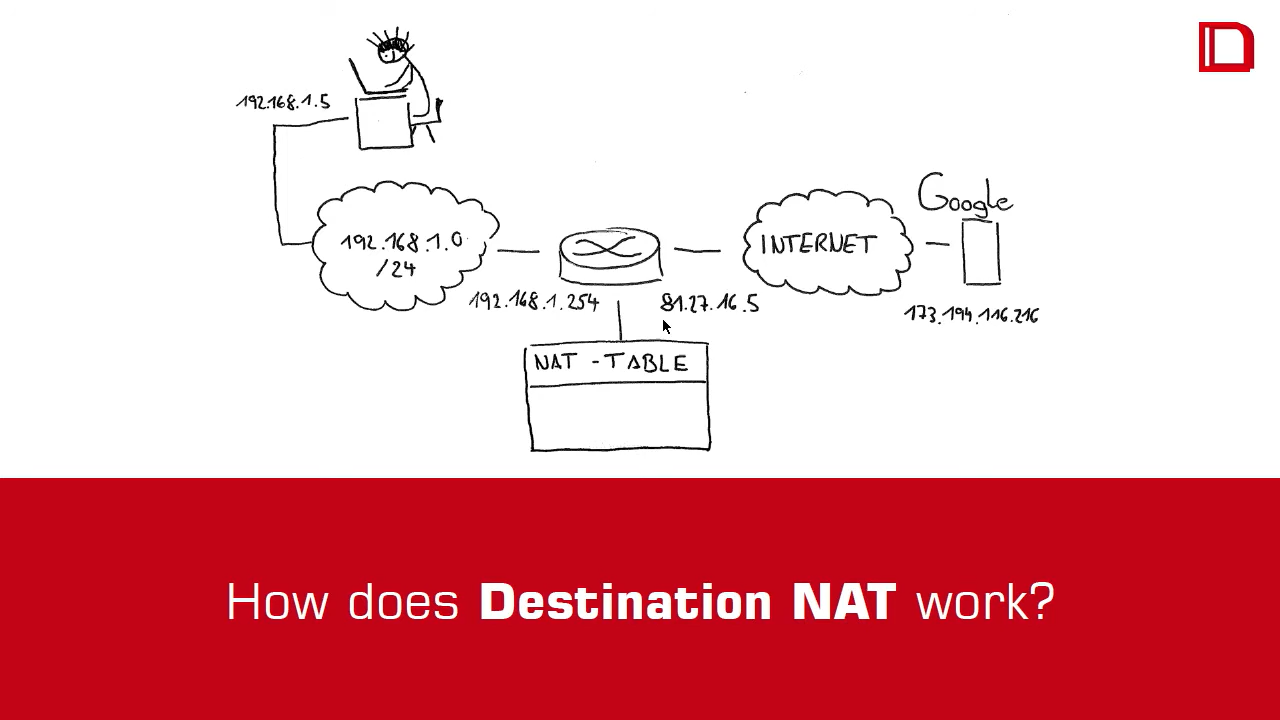 192.168.1.5
Google
192.168.1.0
/24
INTERNET
192.168.1.254
81.27.16.5
173.194.116.216
NAT - TABLE
How does Destination NAT work?